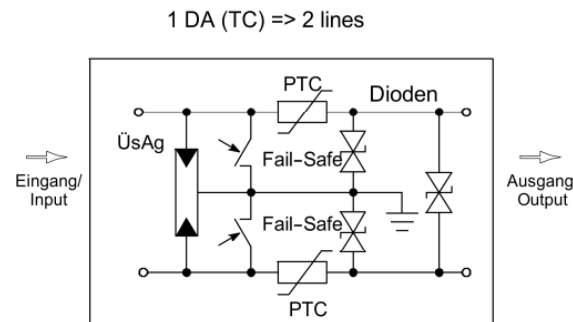 1 DA (TC) => 2 lines
PTC
Dioden
ÜsAg
Fail-Safe
Eingang/
Input
Ausgang
Output
Fail-Safe
PTC